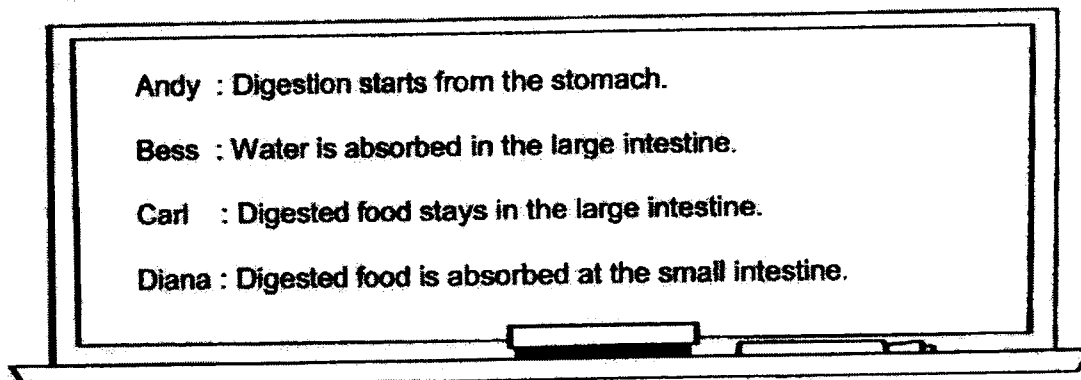 Andy : Digestion starts from the stomach.
Bess : Water is absorbed in the large intestine.
Carl : Digested food stays in the large intestine.
Diana : Digested food is absorbed at the small intestine.